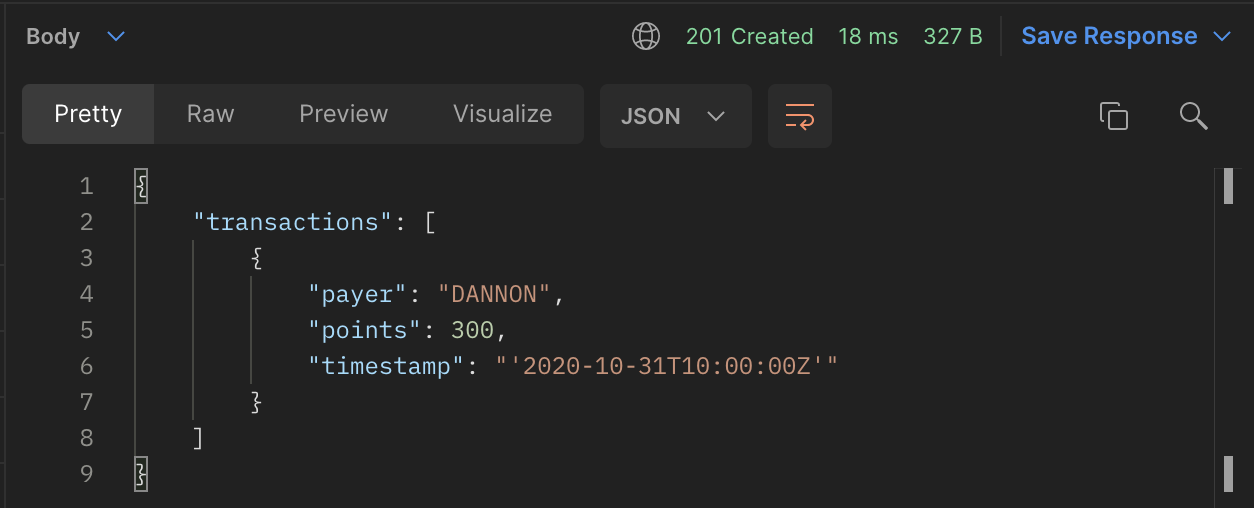 Body 201 Created 18 ms 327 B Save Response
Pretty Raw Preview Visualize JSON
1 {
2 "transactions": [
3 {
4 "payer": "DANNON",
5 "points": 300,
6 "timestamp": "'2020-10-31T10:00:00Z'"
7 }
8 ]
9 }